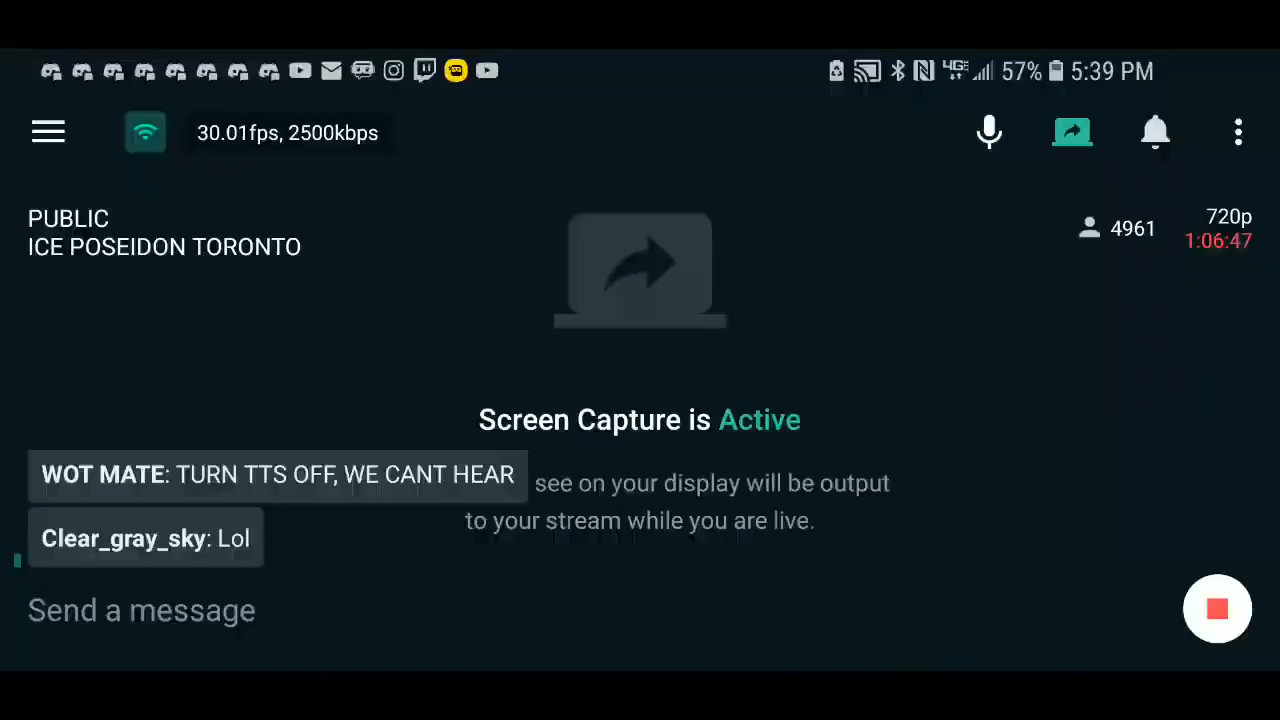 4GE 57% 5:39 PM
30.01fps, 2500kbps
PUBLIC
ICE POSEIDON TORONTO
4961
720p
1:06:47
Screen Capture is Active
see on your display will be output
to your stream while you are live.
WOT MATE: TURN TTS OFF, WE CANT HEAR
Clear_gray_sky: Lol
Send a message